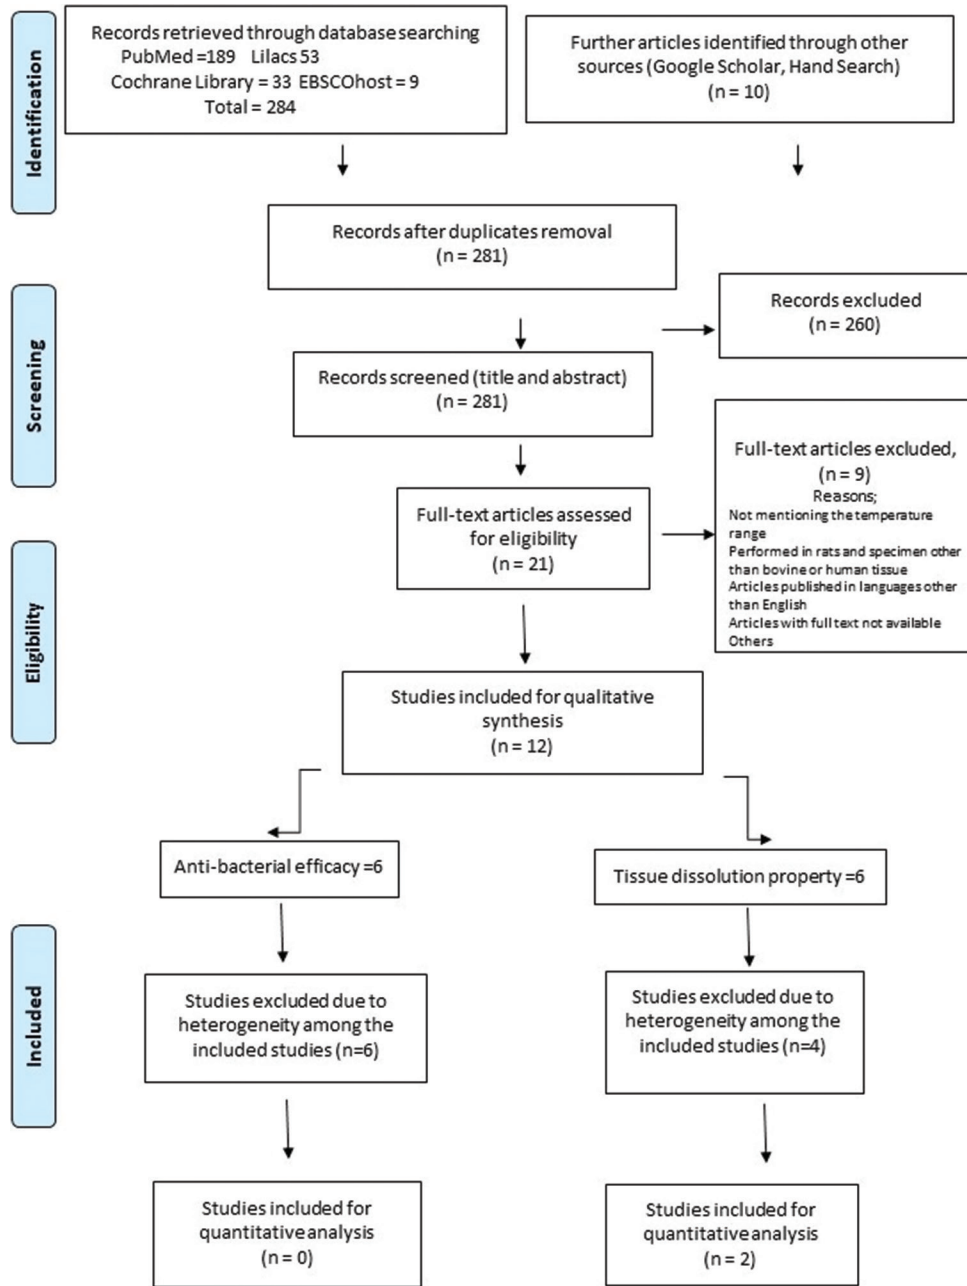 Identification
Records retrieved through database searching
PubMed =189 Lilacs 53
Cochrane Library = 33 EBSCOhost = 9
Total = 284
Further articles identified through other
sources (Google Scholar, Hand Search)
(n = 10)
Records after duplicates removal
(n = 281)
Screening
Records excluded
(n = 260)
Records screened (title and abstract)
(n = 281)
Full-text articles assessed
for eligibility
(n = 21)
Full-text articles excluded,
(n = 9)
Reasons;
Not mentioning the temperature
range
Performed in rats and specimen other
than bovine or human tissue
Articles published in languages other
than English
Articles with full text not available
Others
Eligibility
Studies included for qualitative
synthesis
(n = 12)
Anti-bacterial efficacy =6
Tissue dissolution property =6
Included
Studies excluded due to
heterogeneity among the
included studies (n=6)
Studies excluded due to
heterogeneity among the
included studies (n=4)
Studies included for
quantitative analysis
(n = 0)
Studies included for
quantitative analysis
(n = 2)